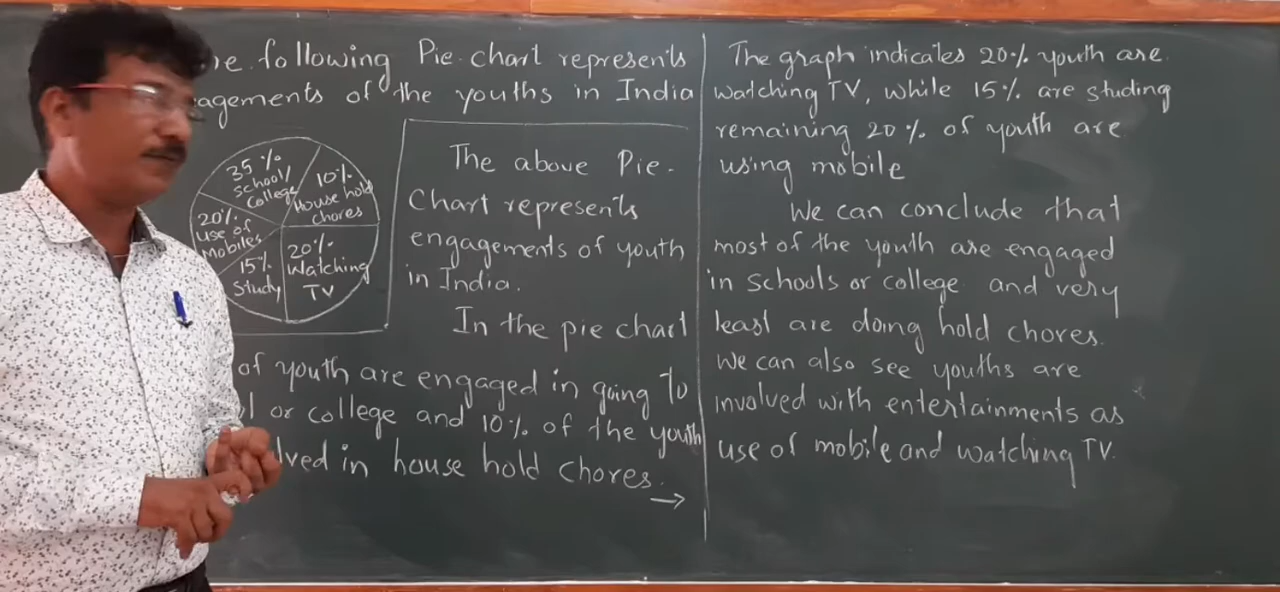 following Pie chart represents
agements of the youths in India
35%
School/
College
10%
House hold
chores
20%
use of
Mobiles
15%
Study
20%
Watching
TV
The above Pie-
Chart represents
engagements of youth
in India.
In the pie chart
of youth are engaged in going to
or college and 10% of the youth
lved in house hold chores.
→
The graph indicates 20% youth are
watching TV, while 15% are studing
remaining 20% of youth are
using mobile
We can conclude that
most of the youth are engaged
in schools or college and very
least are doing hold chores.
We can also see youths are
involved with entertainments as
use of mobile and watching TV.